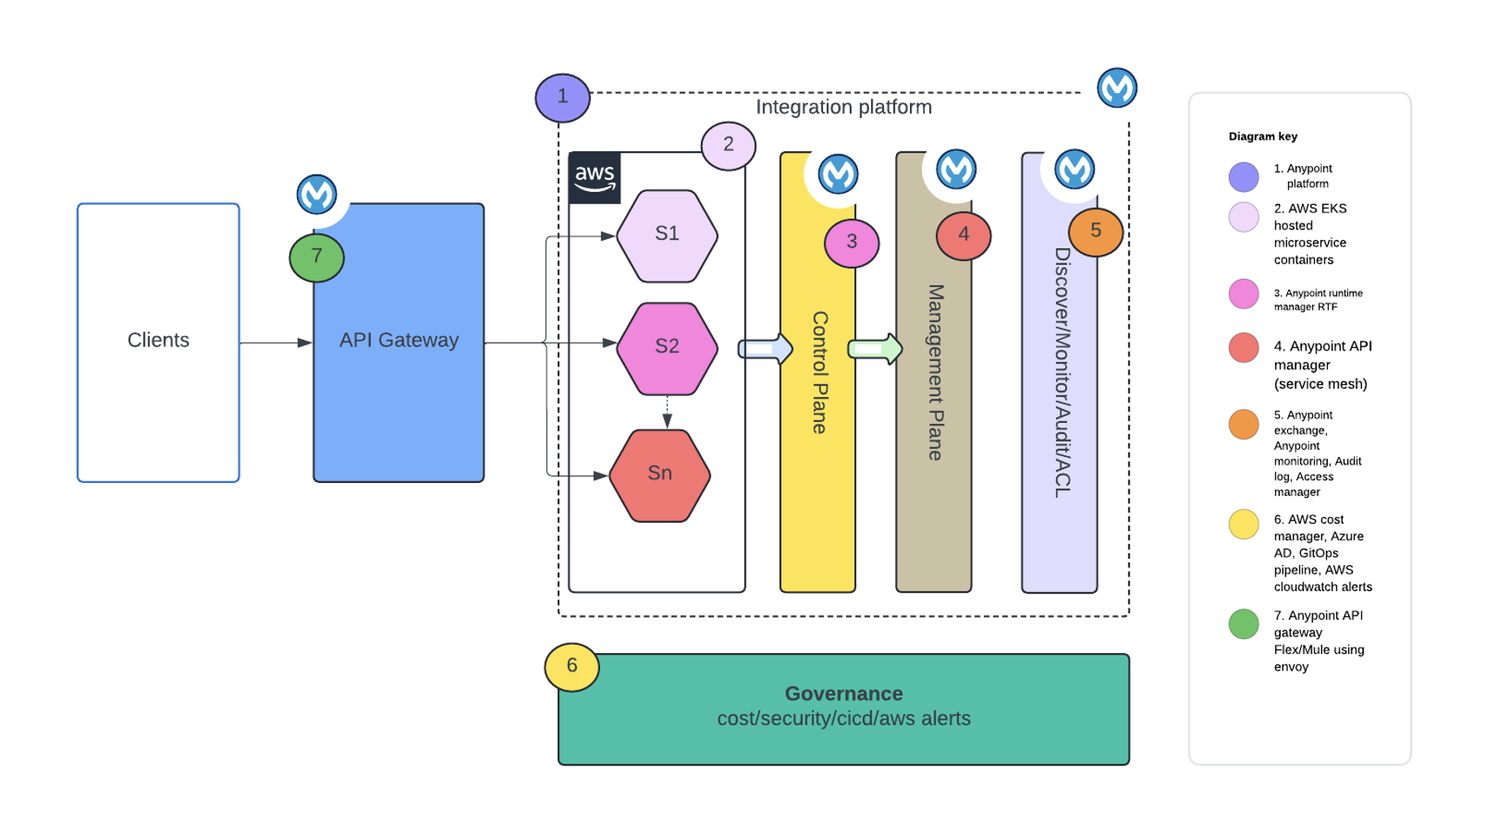 1
Integration platform
2
aws
Clients
7
API Gateway
S1
S2
Sn
3
Control Plane
4
Management Plane
5
Discover/Monitor/Audit/ACL
6
Governance
cost/security/cicd/aws alerts
Diagram key
1. Anypoint
platform
2. AWS EKS
hosted
microservice
containers
3. Anypoint runtime
manager RTF
4. Anypoint API
manager
(service mesh)
5. Anypoint
exchange,
Anypoint
monitoring, Audit
log, Access
manager
6. AWS cost
manager, Azure
AD, GitOps
pipeline, AWS
cloudwatch alerts
7. Anypoint API
gateway
Flex/Mule using
envoy